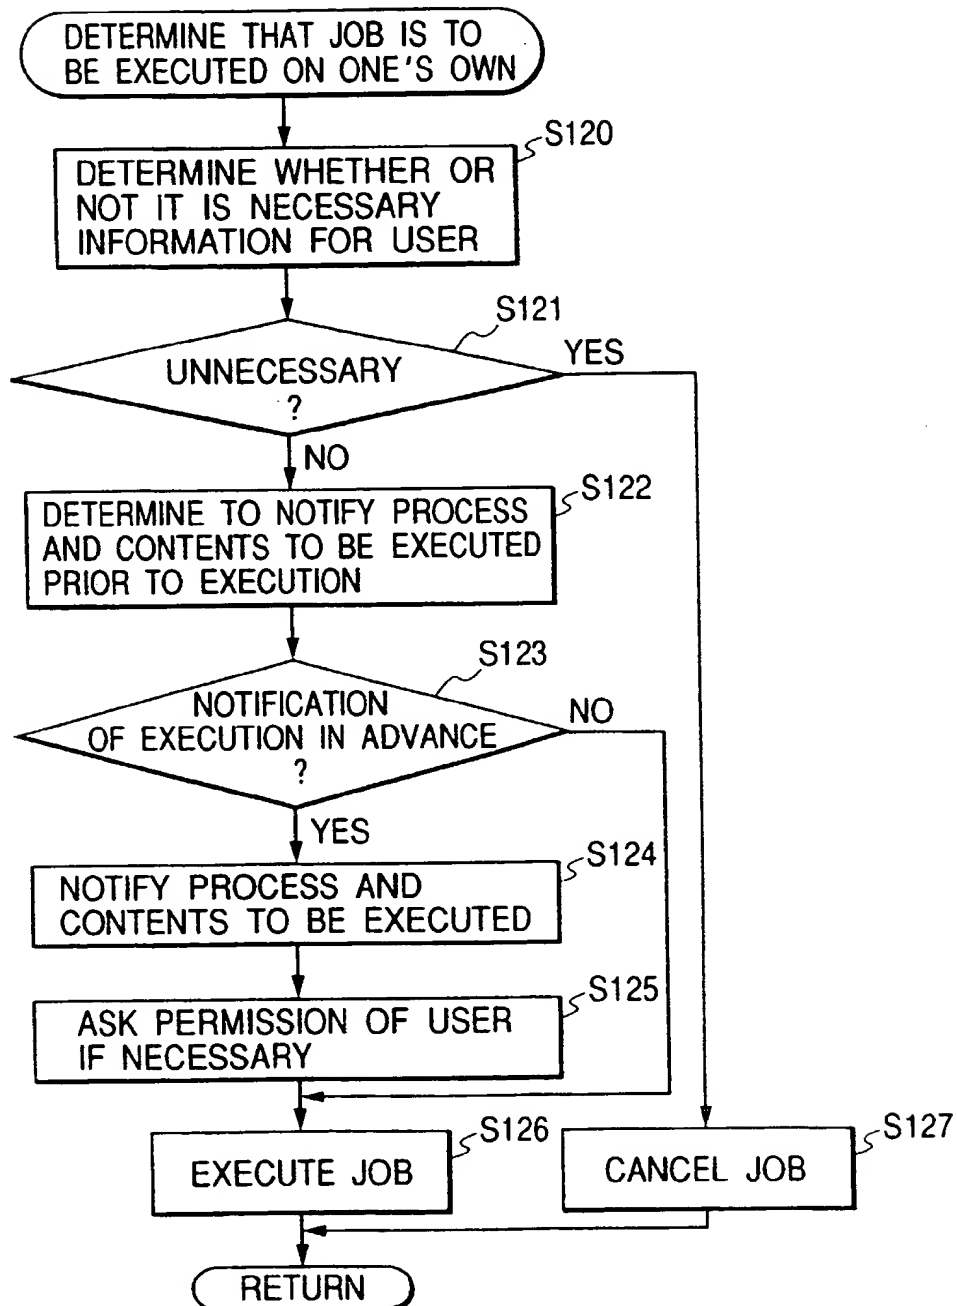 DETERMINE THAT JOB IS TO
BE EXECUTED ON ONE'S OWN
S120
DETERMINE WHETHER OR
NOT IT IS NECESSARY
INFORMATION FOR USER
S121
UNNECESSARY
?
YES
NO
S122
DETERMINE TO NOTIFY PROCESS
AND CONTENTS TO BE EXECUTED
PRIOR TO EXECUTION
S123
NOTIFICATION
OF EXECUTION IN ADVANCE
?
NO
YES
S124
NOTIFY PROCESS AND
CONTENTS TO BE EXECUTED
S125
ASK PERMISSION OF USER
IF NECESSARY
S126
EXECUTE JOB
S127
CANCEL JOB
RETURN